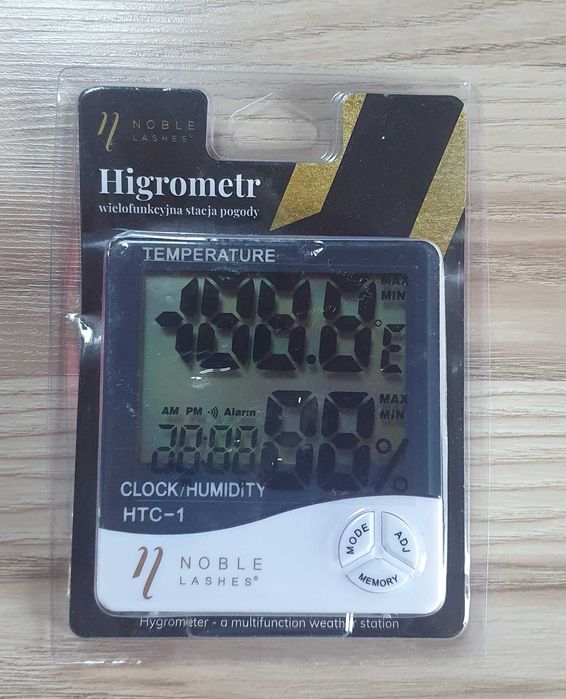 NOBLE
LASHES®
Higrometr
wielofunkcyjna stacja pogody
TEMPERATURE
MAX
MIN
AM PM Alarm
MAX
MIN
%
CLOCK/HUMIDITY
HTC-1
MODE
ADJ
MEMORY
NOBLE
LASHES®
Hygrometer - a multifunction weather station